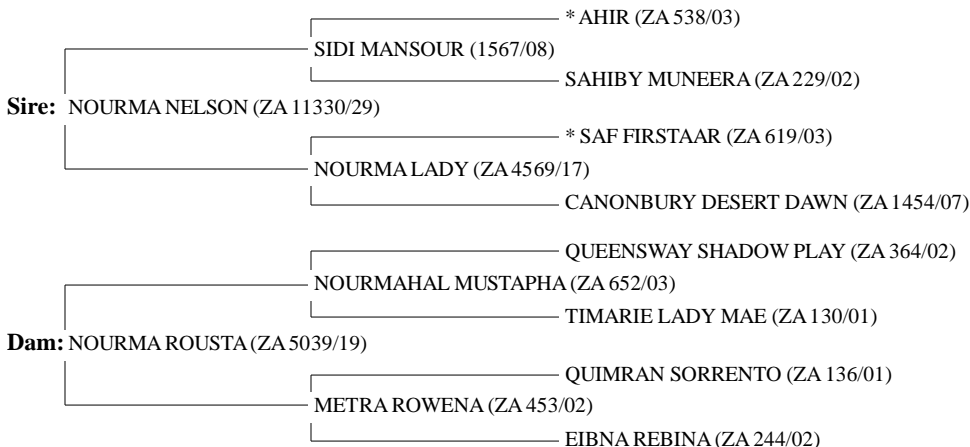 * AHIR (ZA 538/03)
SIDI MANSOUR (1567/08)
SAHIBY MUNEERA (ZA 229/02)
Sire: NOURMA NELSON (ZA 11330/29)
* SAF FIRSTAAR (ZA 619/03)
NOURMA LADY (ZA 4569/17)
CANONBURY DESERT DAWN (ZA 1454/07)
QUEENSWAY SHADOW PLAY (ZA 364/02)
NOURMAHAL MUSTAPHA (ZA 652/03)
TIMARIE LADY MAE (ZA 130/01)
Dam: NOURMA ROUSTA (ZA 5039/19)
QUIMRAN SORRENTO (ZA 136/01)
METRA ROWENA (ZA 453/02)
EIBNA REBINA (ZA 244/02)